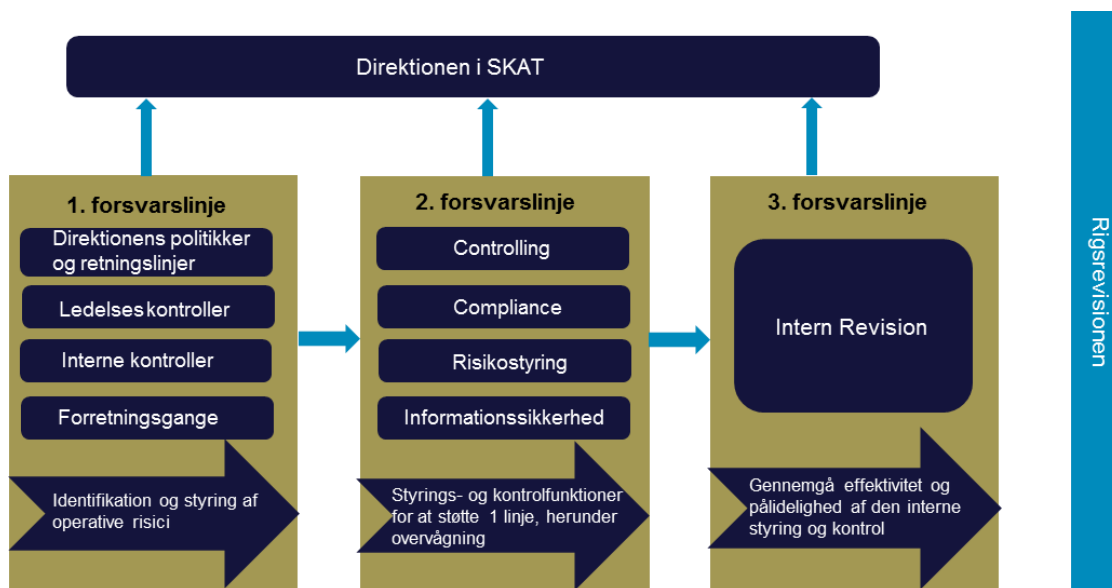 Direktionen i SKAT
1. forsvarslinje
Direktionens politikker
og retningslinjer
Ledelseskontroller
Interne kontroller
Forretningsgange
Identifikation og styring af
operative risici
2. forsvarslinje
Controlling
Compliance
Risikostyring
Informationssikkerhed
Styrings- og kontrolfunktioner
for at støtte 1 linje, herunder
overvågning
3. forsvarslinje
Intern Revision
Gennemgå effektivitet og
pålidelighed af den interne
styring og kontrol
Rigsrevisionen